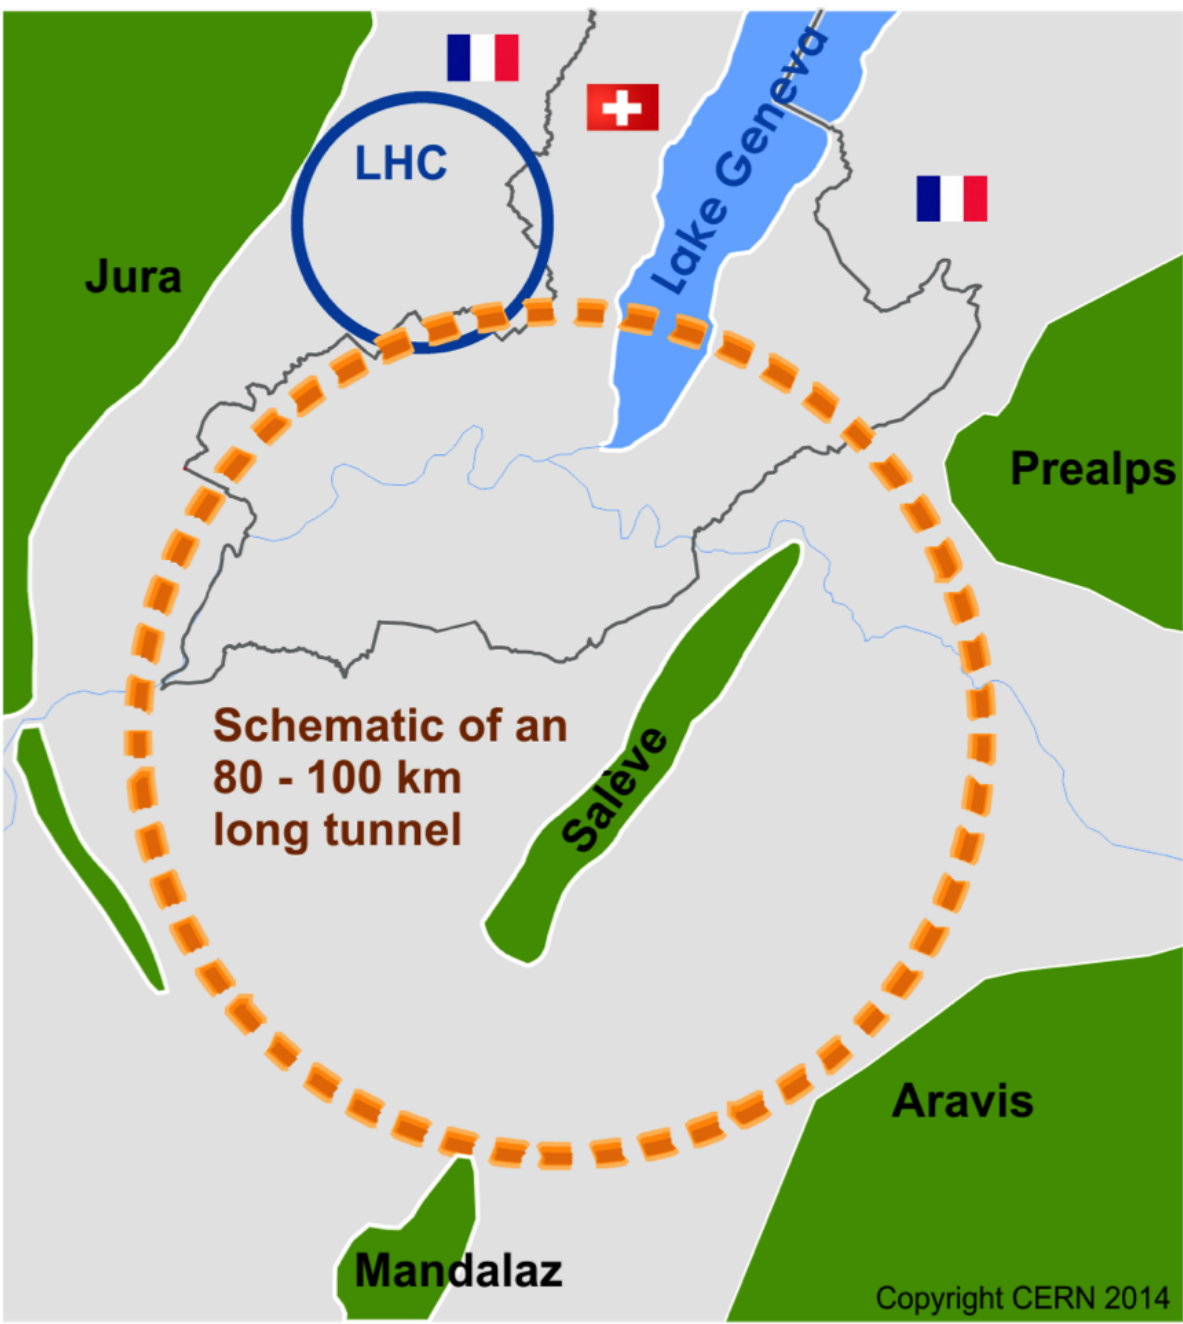 LHC
Lake Geneva
Jura
Prealps
Schematic of an
80 - 100 km
long tunnel
Salève
Aravis
Mandalaz
Copyright CERN 2014